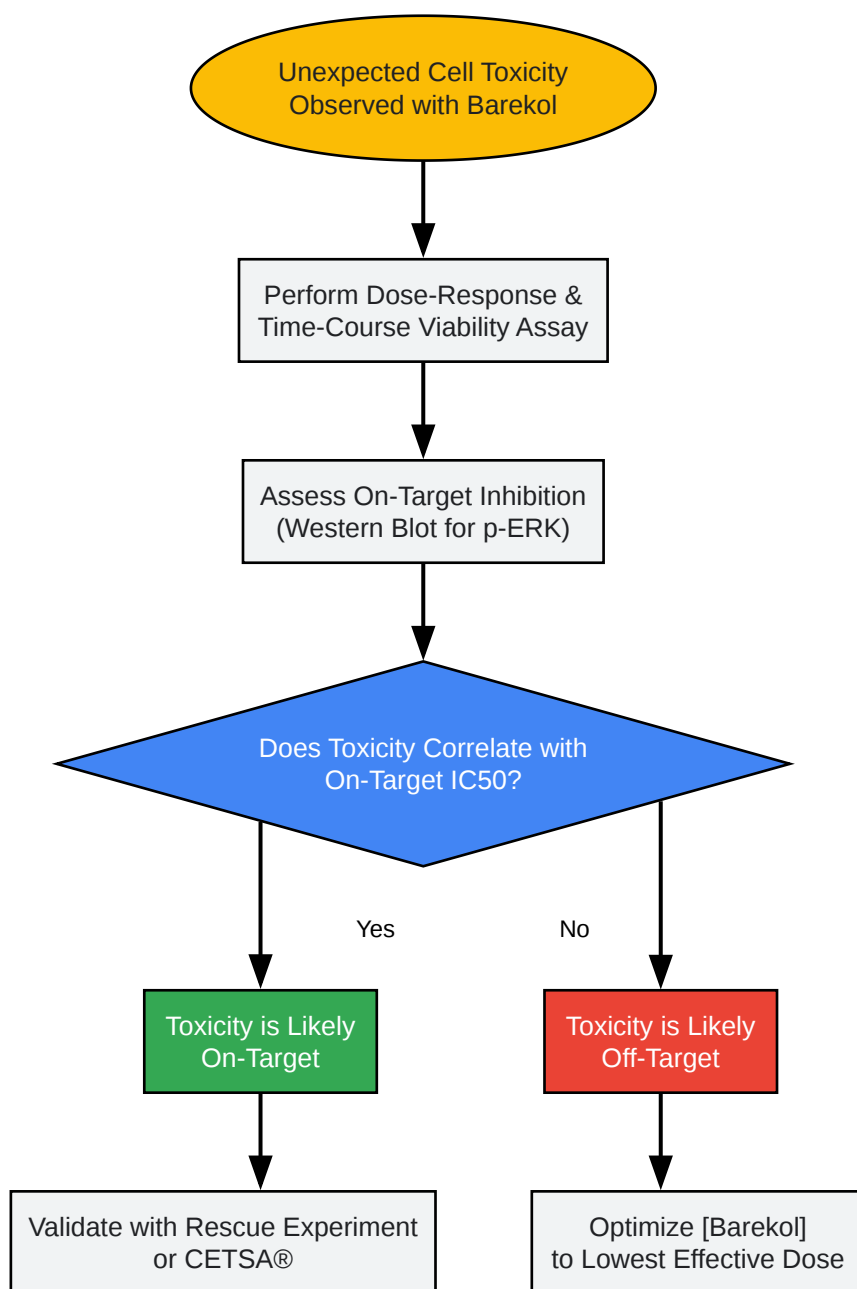 Unexpected Cell Toxicity
Observed with Barekol
Perform Dose-Response &
Time-Course Viability Assay
Assess On-Target Inhibition
(Western Blot for p-ERK)
Does Toxicity Correlate with
On-Target IC50?
Yes
No
Toxicity is Likely
On-Target
Toxicity is Likely
Off-Target
Validate with Rescue Experiment
or CETSA®
Optimize [Barekol]
to Lowest Effective Dose